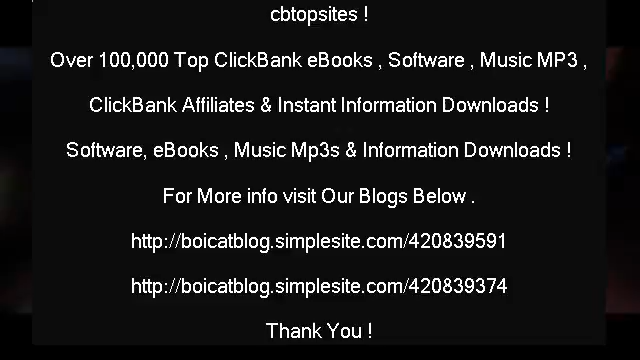 cbtopsites !
Over 100,000 Top ClickBank eBooks , Software , Music MP3 ,
ClickBank Affiliates & Instant Information Downloads !
Software, eBooks , Music Mp3s & Information Downloads !
For More info visit Our Blogs Below .
http://boicatblog.simplesite.com/420839591
http://boicatblog.simplesite.com/420839374
Thank You !